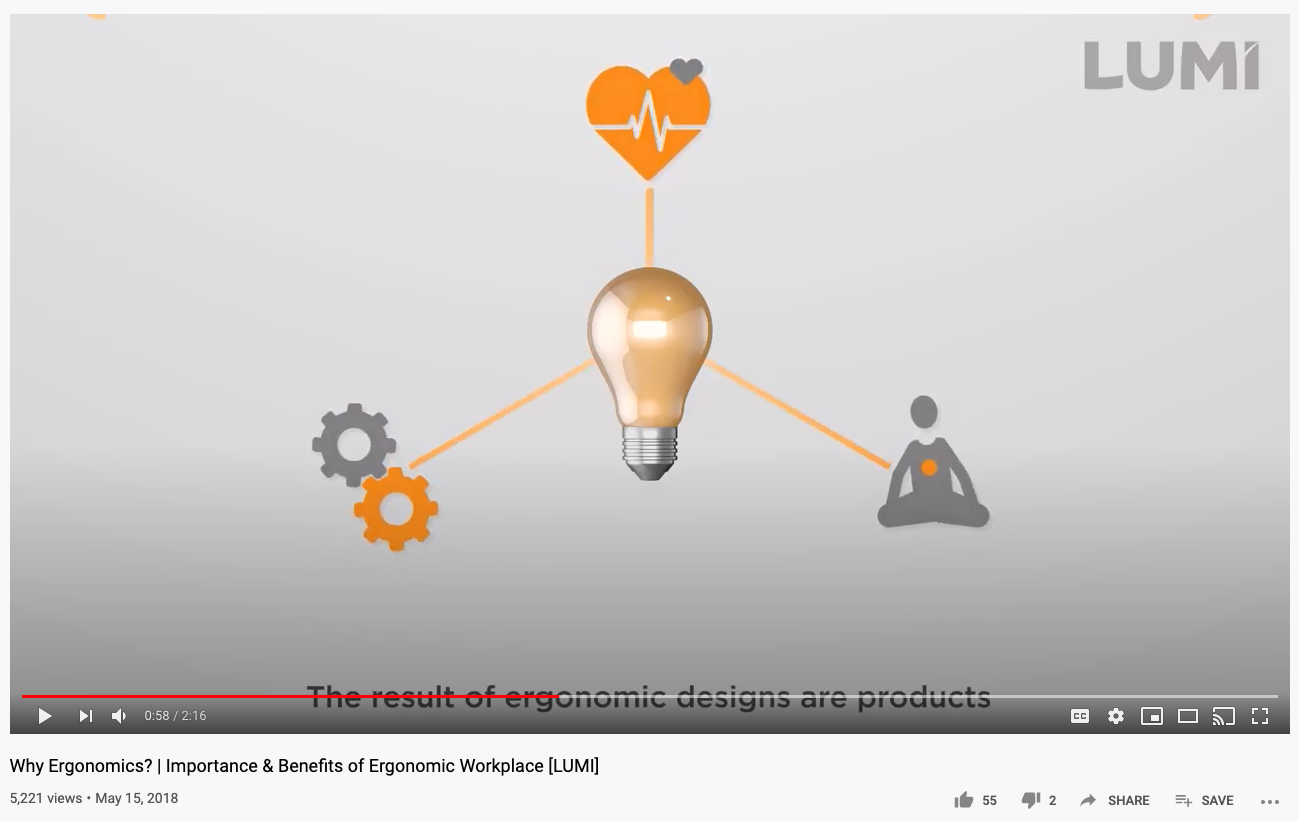 LUMI
The result of ergonomic designs are products
0:58 / 2:16
CC
Why Ergonomics? | Importance & Benefits of Ergonomic Workplace [LUMI]
5,221 views • May 15, 2018
55
2
SHARE
SAVE